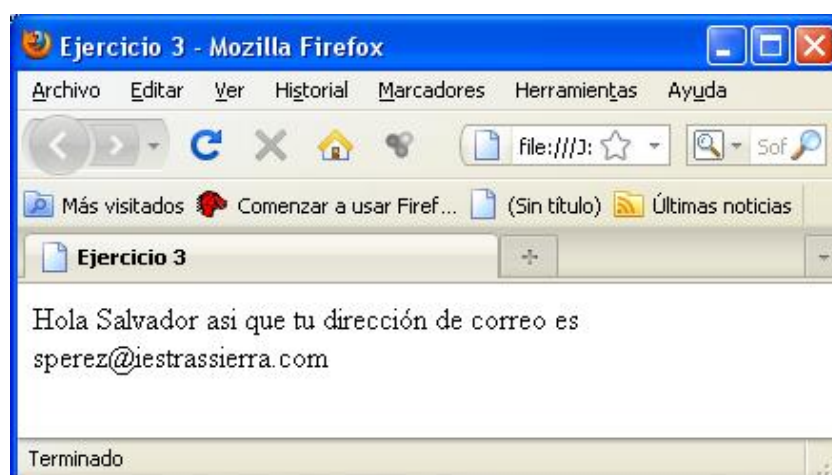 Ejercicio 3 - Mozilla Firefox
Archivo Editar Ver Historial Marcadores Herramientas Ayuda
file:///J: Sof
Más visitados Comenzar a usar Firef... (Sin título) Últimas noticias
Ejercicio 3
Hola Salvador asi que tu dirección de correo es
sperez@iestrassierra.com
Terminado